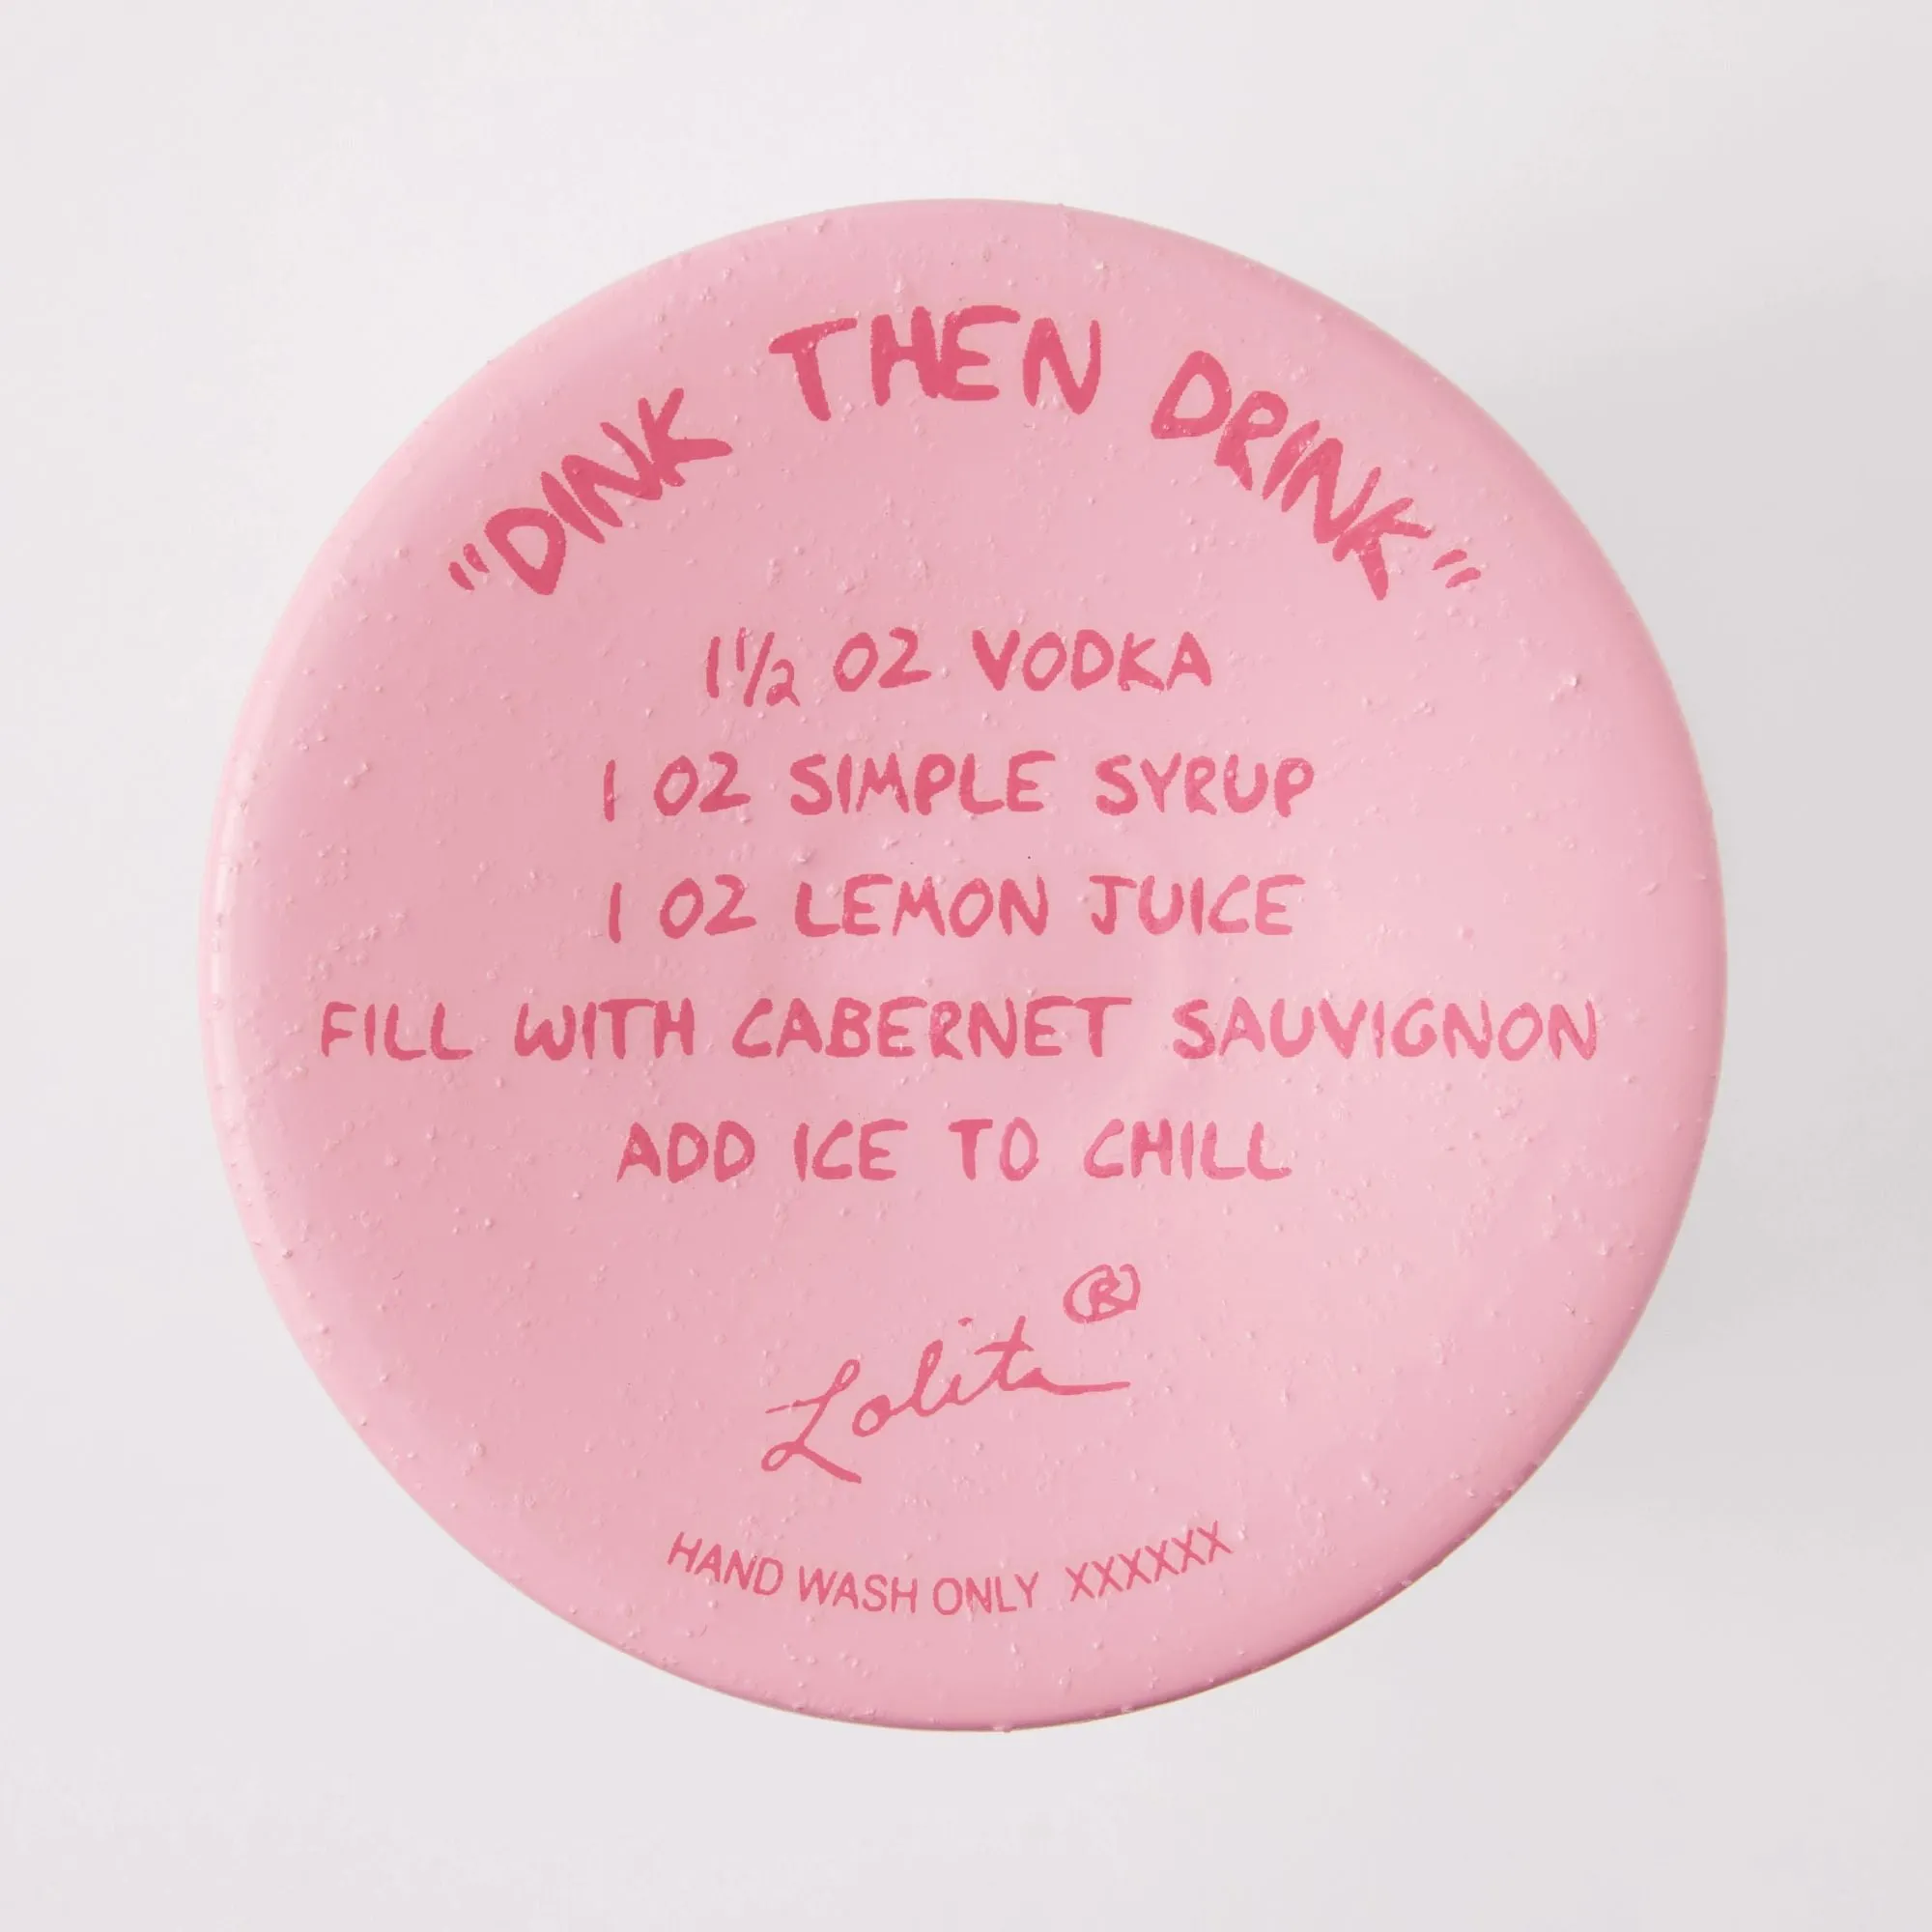 "DINK THEN DRINK"
1½ OZ VODKA
1 OZ SIMPLE SYRUP
1 OZ LEMON JUICE
FILL WITH CABERNET SAUVIGNON
ADD ICE TO CHILL
Lolita®
HAND WASH ONLY XXXXXX